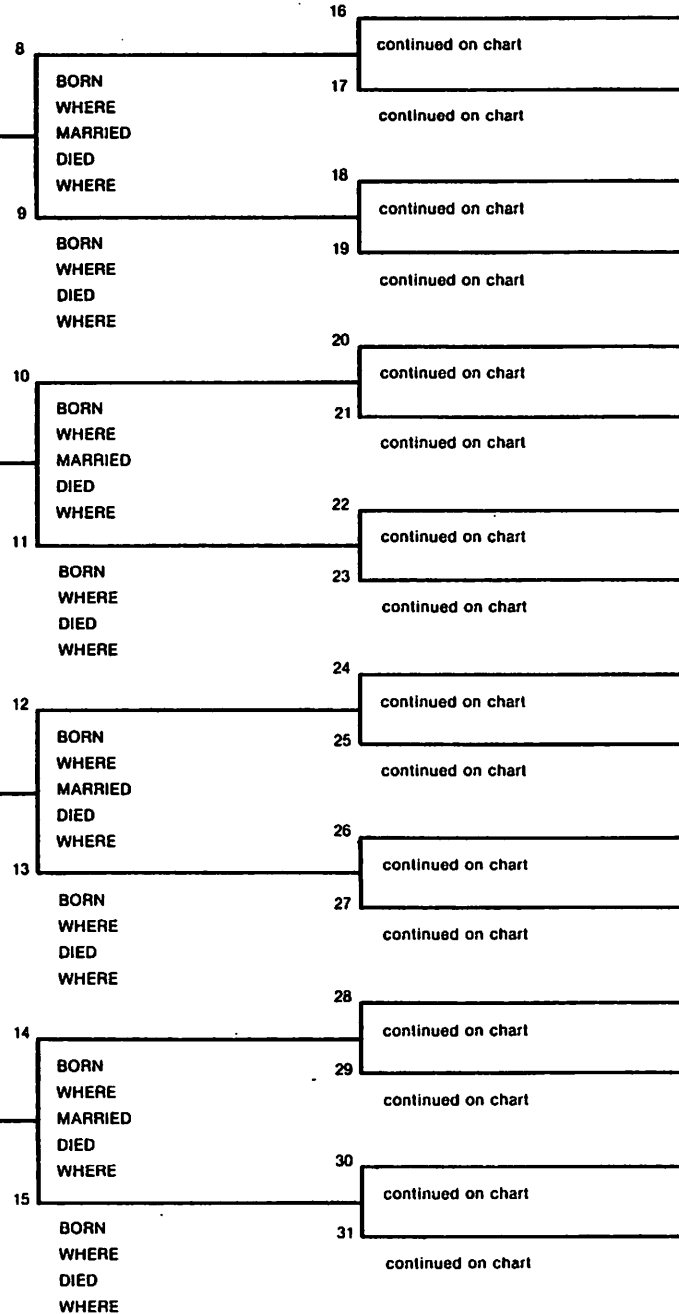 16
continued on chart
8
17
continued on chart
BORN
WHERE
MARRIED
DIED
WHERE
18
continued on chart
9
19
continued on chart
BORN
WHERE
DIED
WHERE
20
continued on chart
10
21
continued on chart
BORN
WHERE
MARRIED
DIED
WHERE
22
continued on chart
11
23
continued on chart
BORN
WHERE
DIED
WHERE
24
continued on chart
12
25
continued on chart
BORN
WHERE
MARRIED
DIED
WHERE
26
continued on chart
13
27
continued on chart
BORN
WHERE
DIED
WHERE
28
continued on chart
14
29
continued on chart
BORN
WHERE
MARRIED
DIED
WHERE
30
continued on chart
15
31
continued on chart
BORN
WHERE
DIED
WHERE